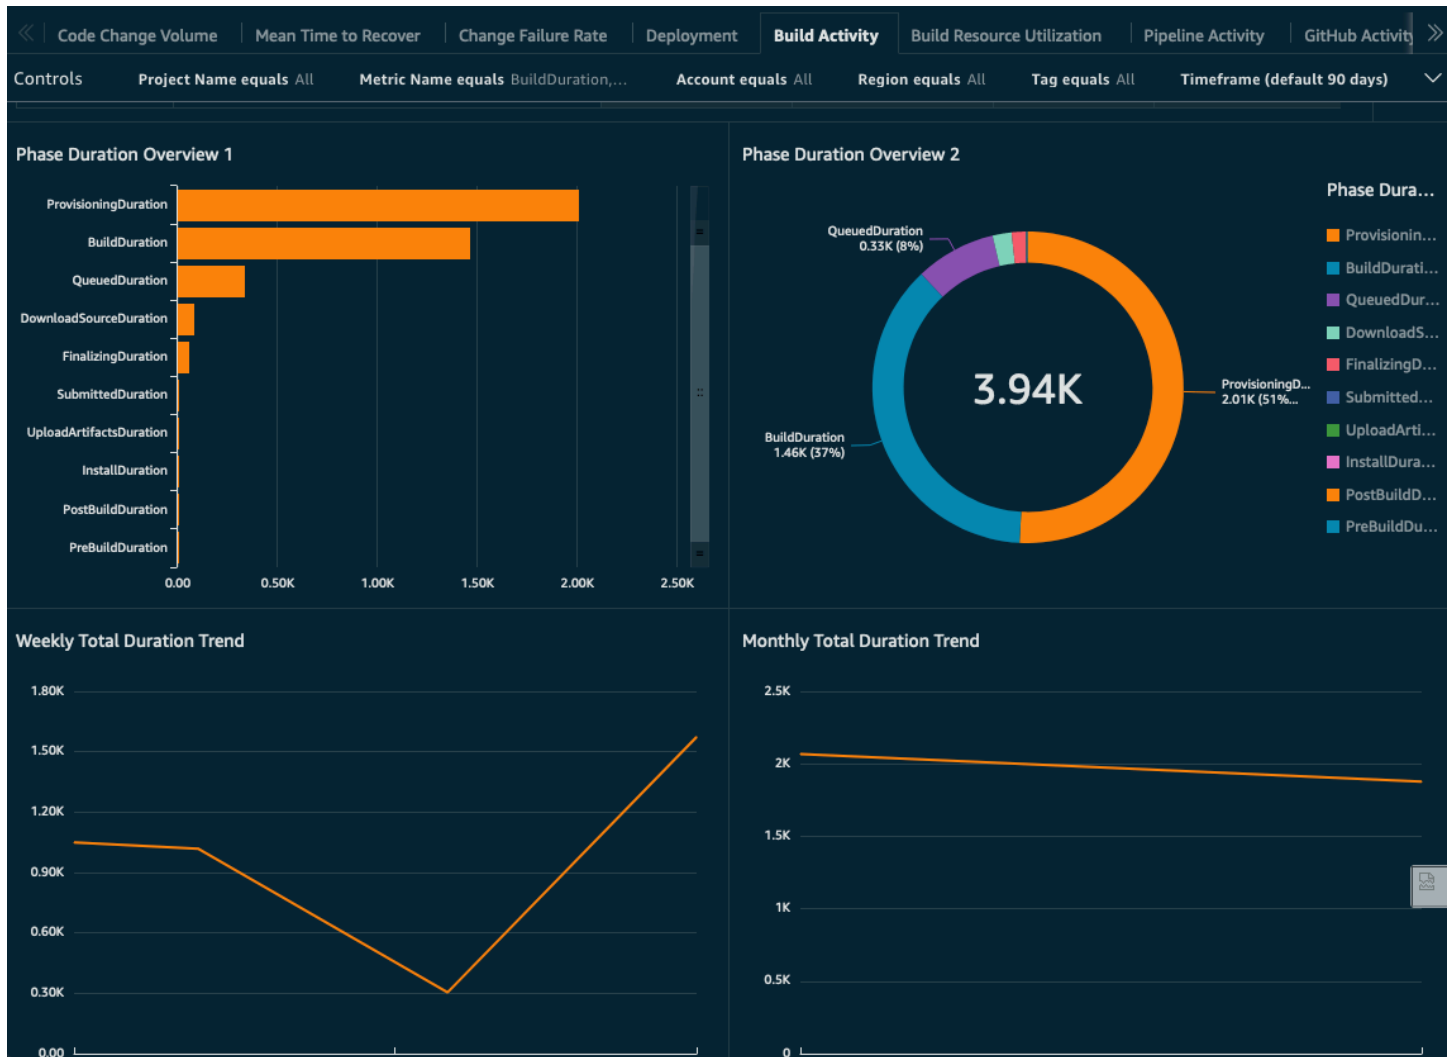 Code Change Volume
Mean Time to Recover
Change Failure Rate
Deployment
Build Activity
Build Resource Utilization
Pipeline Activity
GitHub Activity
Controls
Project Name equals All
Metric Name equals BuildDuration,...
Account equals All
Region equals All
Tag equals All
Timeframe (default 90 days)
Phase Duration Overview 1
ProvisioningDuration
BuildDuration
QueuedDuration
DownloadSourceDuration
FinalizingDuration
SubmittedDuration
UploadArtifactsDuration
InstallDuration
PostBuildDuration
PreBuildDuration
0.00
0.50K
1.00K
1.50K
2.00K
2.50K
Phase Duration Overview 2
QueuedDuration
0.33K (8%)
3.94K
ProvisioningD...
2.01K (51%...
BuildDuration
1.46K (37%)
Phase Dura...
Provisionin...
BuildDurati...
QueuedDur...
DownloadS...
FinalizingD...
Submitted...
UploadArti...
InstallDura...
PostBuildD...
PreBuildDu...
Weekly Total Duration Trend
1.80K
1.50K
1.20K
0.90K
0.60K
0.30K
0.00
Monthly Total Duration Trend
2.5K
2K
1.5K
1K
0.5K
0